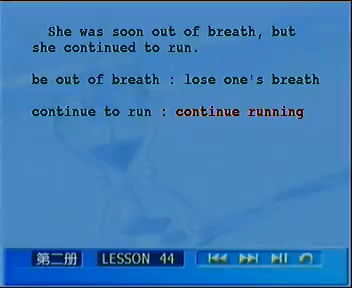 She was soon out of breath, but
she continued to run.
be out of breath : lose one's breath
continue to run : continue running
第二册 LESSON 44